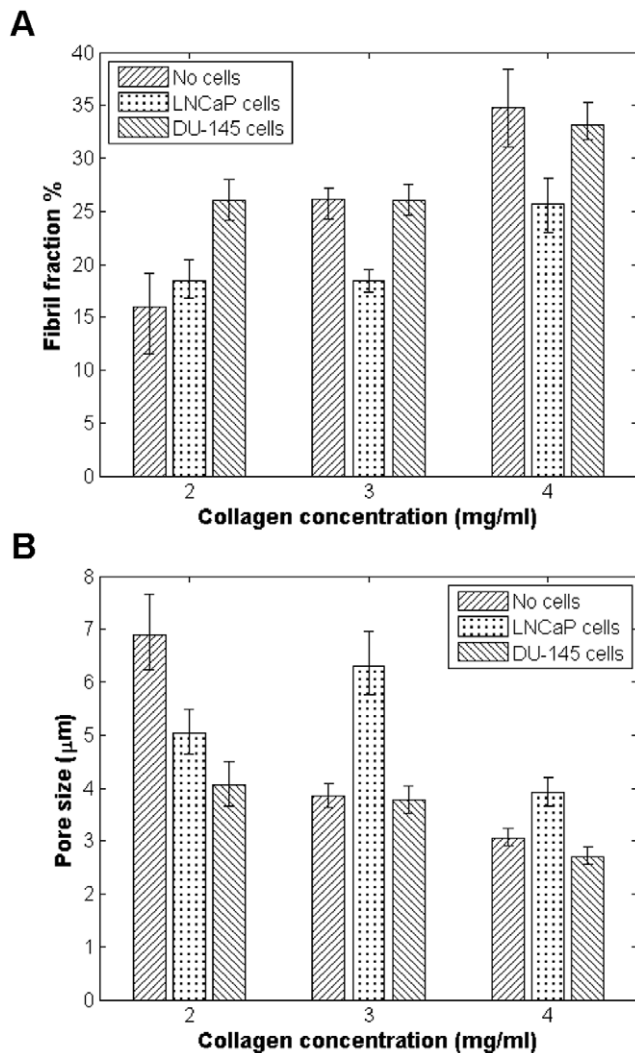 A
40
35
30
25
20
15
10
5
0
Fibril fraction %
No cells
LNCaP cells
DU-145 cells
2 3 4
Collagen concentration (mg/ml)
B
8
7
6
5
4
3
2
1
0
Pore size (μm)
No cells
LNCaP cells
DU-145 cells
2 3 4
Collagen concentration (mg/ml)